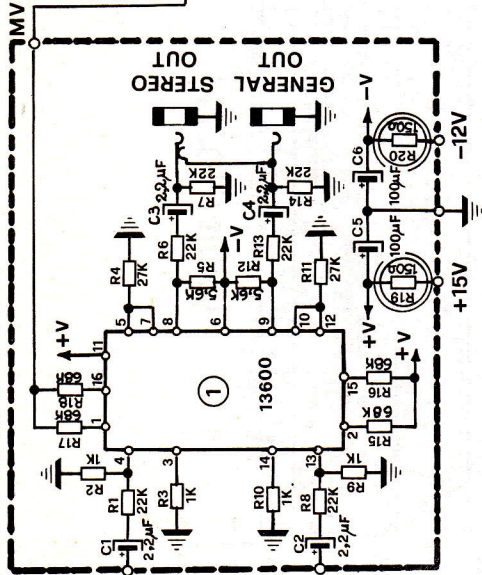 MV
STEREO
OUT
GENERAL
OUT
C3
2,2µF
R7
22K
R6
22K
R5
5,6K
R12
5,6K
-V
R13
22K
C4
2,2µF
R14
22K
R4
27K
R11
27K
+V
5
7
8
6
9
10
12
11
16
1
R18
68K
R17
68K
1
13600
15
2
R16
68K
R15
68K
+V
4
3
14
13
R2
1K
R1
22K
C1
2,2µF
R3
1K
R10
1K
R9
1K
R8
22K
C2
2,2µF
-V
C6
100µF
C5
100µF
+V
R20
150Ω
R19
150Ω
-12V
+15V